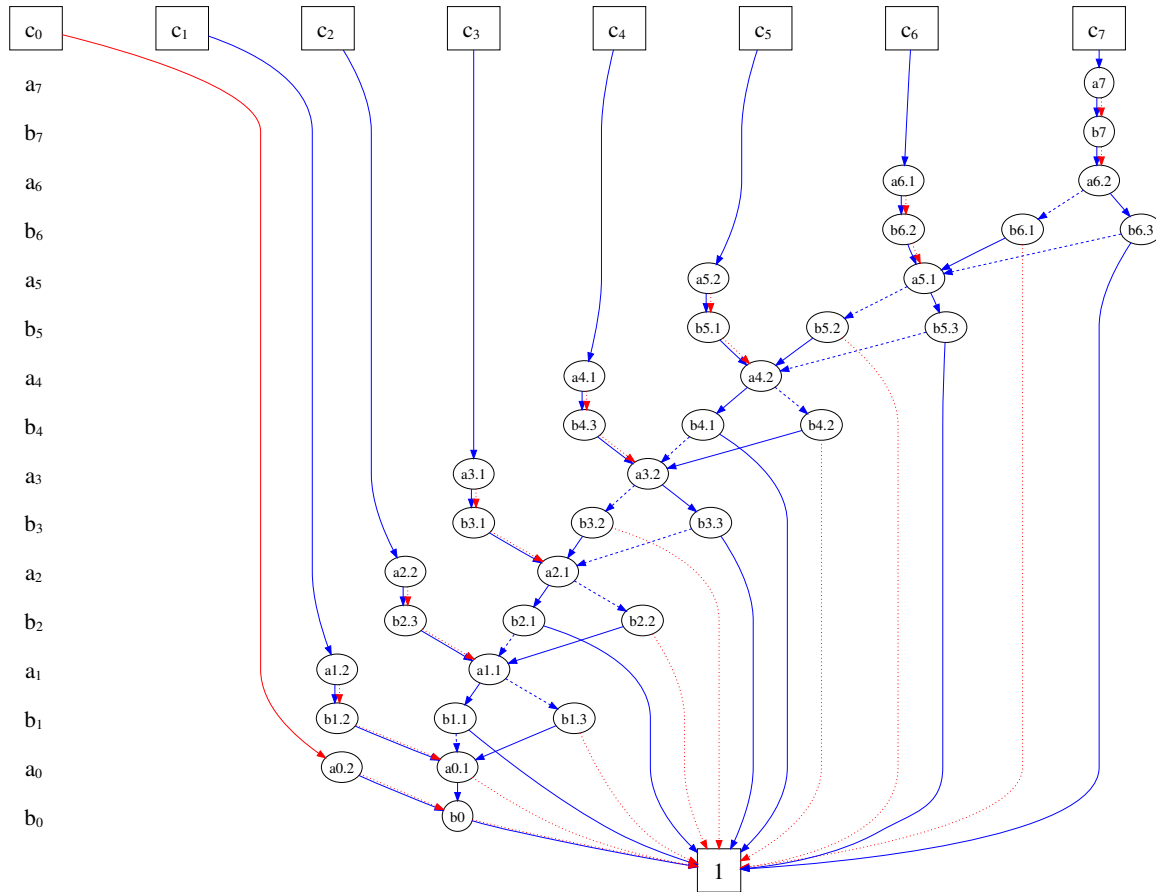 c₀ c₁ c₂ c₃ c₄ c₅ c₆ c₇
a₇ a7
b₇ b7
a₆ a6.1 a6.2
b₆ b6.2 b6.1 b6.3
a₅ a5.2 a5.1
b₅ b5.1 b5.2 b5.3
a₄ a4.1 a4.2
b₄ b4.3 b4.1 b4.2
a₃ a3.1 a3.2
b₃ b3.1 b3.2 b3.3
a₂ a2.2 a2.1
b₂ b2.3 b2.1 b2.2
a₁ a1.2 a1.1
b₁ b1.2 b1.1 b1.3
a₀ a0.2 a0.1
b₀ b0
1